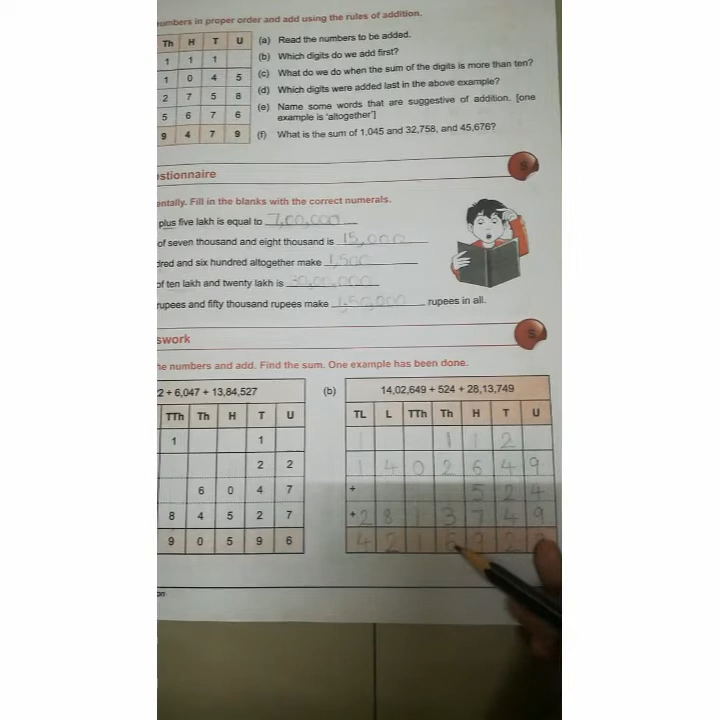 numbers in proper order and add using the rules of addition.
Th H T U
1 1 1
1 0 4 5
2 7 5 8
5 6 7 6
9 4 7 9
(a) Read the numbers to be added.
(b) Which digits do we add first?
(c) What do we do when the sum of the digits is more than ten?
(d) Which digits were added last in the above example?
(e) Name some words that are suggestive of addition. [one
example is 'altogether']
(f) What is the sum of 1,045 and 32,758, and 45,676?
stionnaire
S
entally. Fill in the blanks with the correct numerals.
plus five lakh is equal to 7,00,000
of seven thousand and eight thousand is 15,000
dred and six hundred altogether make 1,500
of ten lakh and twenty lakh is 30,00,000
rupees and fifty thousand rupees make 1,50,000 rupees in all.
swork
S
he numbers and add. Find the sum. One example has been done.
2 + 6,047 + 13,84,527
TTh Th H T U
1 1
2 2
6 0 4 7
8 4 5 2 7
9 0 5 9 6
(b) 14,02,649 + 524 + 28,13,749
TL L TTh Th H T U
1 1 1 2
1 4 0 2 6 4 9
+ 5 2 4
+ 2 8 1 3 7 4 9
4 2 1 6 9 2
on